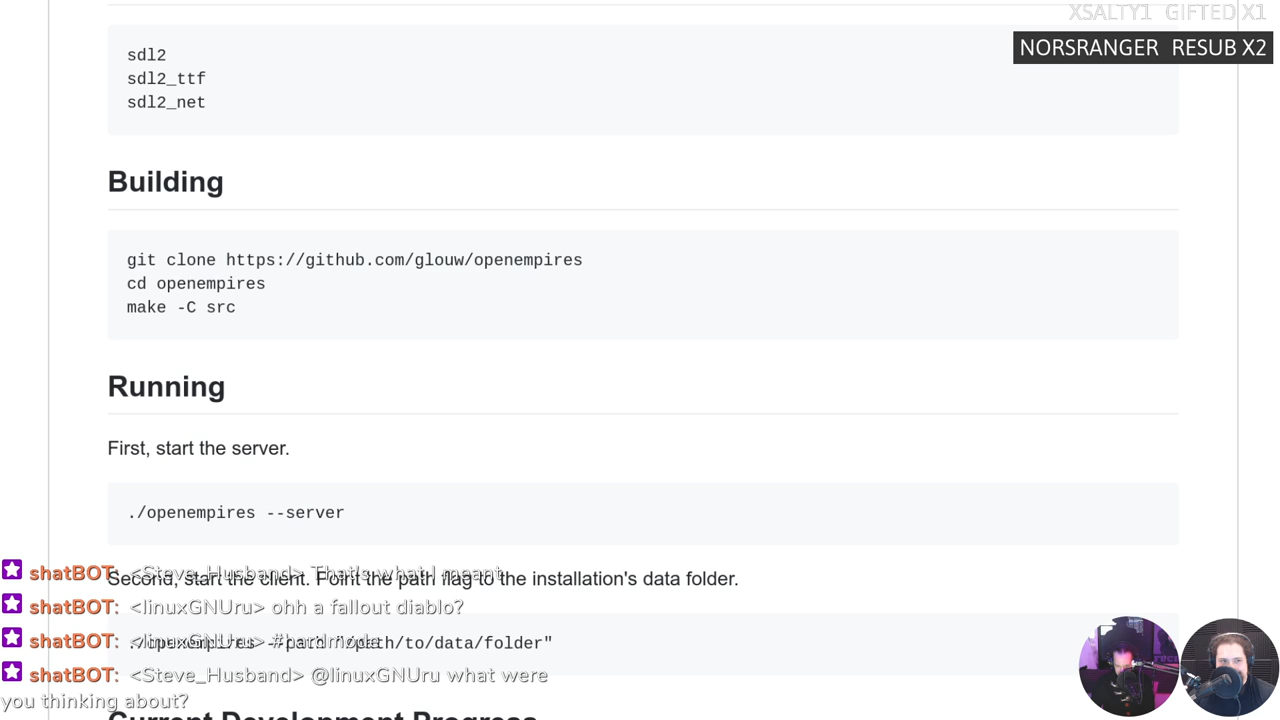 XSALTY1 GIFTED X1
NORSRANGER RESUB X2
sdl2
sdl2_ttf
sdl2_net
Building
git clone https://github.com/glouw/openempires
cd openempires
make -C src
Running
First, start the server.
./openempires --server
Second, start the client. Point the path flag to the installation's data folder.
./openempires --path "/path/to/data/folder"
Current Development Progress
shatBOT: <Steve_Husband> That's what I meant
shatBOT: <linuxGNUru> ohh a fallout diablo?
shatBOT: <linuxGNUru> #hardmode
shatBOT: <Steve_Husband> @linuxGNUru what were
you thinking about?